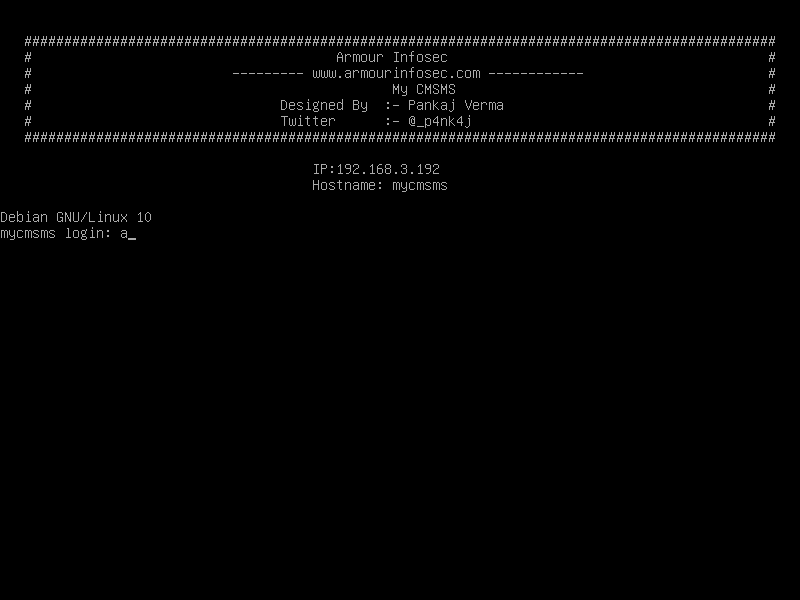 ###############################################################################################
# Armour Infosec #
# --------- www.armourinfosec.com ------------ #
# My CMSMS #
# Designed By :- Pankaj Verma #
# Twitter :- @_p4nk4j #
###############################################################################################
IP:192.168.3.192
Hostname: mycmsms
Debian GNU/Linux 10
mycmsms login: a_